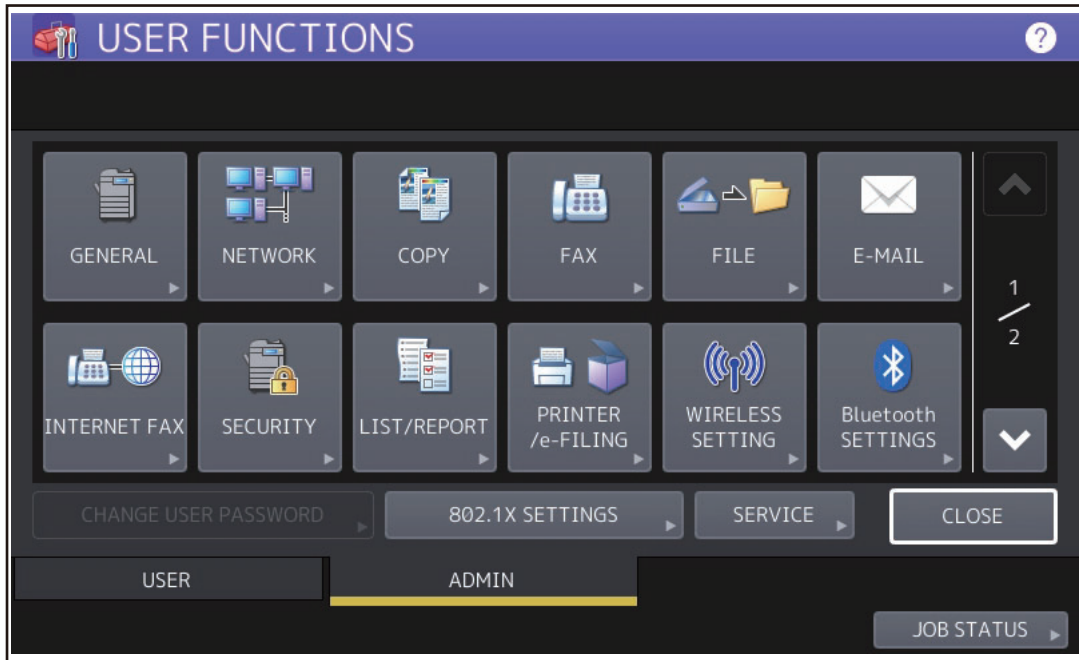 USER FUNCTIONS
?
GENERAL
NETWORK
COPY
FAX
FILE
E-MAIL
1
2
INTERNET FAX
SECURITY
LIST/REPORT
PRINTER
/e-FILING
WIRELESS
SETTING
Bluetooth
SETTINGS
CHANGE USER PASSWORD
802.1X SETTINGS
SERVICE
CLOSE
USER
ADMIN
JOB STATUS